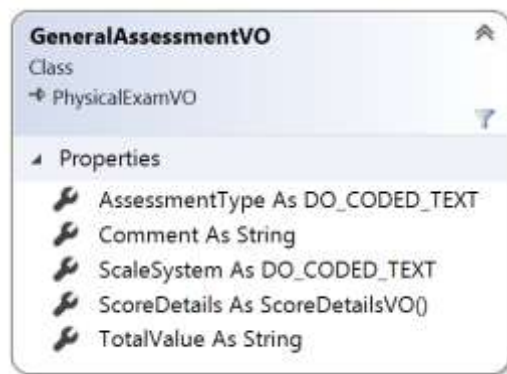 GeneralAssessmentVO
Class
PhysicalExamVO
Properties
AssessmentType As DO_CODED_TEXT
Comment As String
ScaleSystem As DO_CODED_TEXT
ScoreDetails As ScoreDetailsVO()
TotalValue As String